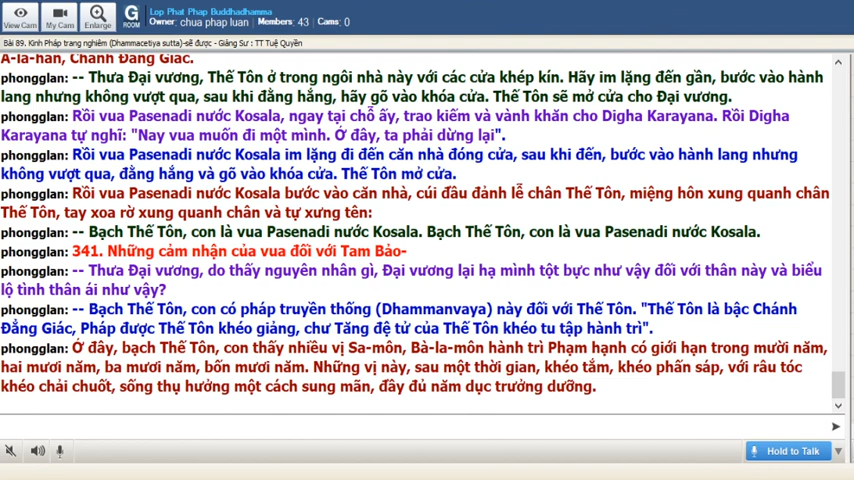 View Cam
My Cam
Enlarge
G
ROOM
Lop Phat Phap Buddhadhamma
Owner: chua phap luan Members: 43 Cams: 0
Bài 89. Kinh Pháp trang nghiêm (Dhammacetiya sutta)-sẽ được - Giảng Sư : TT Tuệ Quyền
A-la-hán, Chánh Đẳng Giác.
phongglan: -- Thưa Đại vương, Thế Tôn ở trong ngôi nhà này với các cửa khép kín. Hãy im lặng đến gần, bước vào hành
lang nhưng không vượt qua, sau khi đằng hắng, hãy gõ vào khóa cửa. Thế Tôn sẽ mở cửa cho Đại vương.
phongglan: Rồi vua Pasenadi nước Kosala, ngay tại chỗ ấy, trao kiếm và vành khăn cho Digha Karayana. Rồi Digha
Karayana tự nghĩ: "Nay vua muốn đi một mình. Ở đây, ta phải dừng lại".
phongglan: Rồi vua Pasenadi nước Kosala im lặng đi đến căn nhà đóng cửa, sau khi đến, bước vào hành lang nhưng
không vượt qua, đằng hắng và gõ vào khóa cửa. Thế Tôn mở cửa.
phongglan: Rồi vua Pasenadi nước Kosala bước vào căn nhà, cúi đầu đảnh lễ chân Thế Tôn, miệng hôn xung quanh chân
Thế Tôn, tay xoa rờ xung quanh chân và tự xưng tên:
phongglan: -- Bạch Thế Tôn, con là vua Pasenadi nước Kosala. Bạch Thế Tôn, con là vua Pasenadi nước Kosala.
phongglan: 341. Những cảm nhận của vua đối với Tam Bảo-
phongglan: -- Thưa Đại vương, do thấy nguyên nhân gì, Đại vương lại hạ mình tột bực như vậy đối với thân này và biểu
lộ tình thân ái như vậy?
phongglan: -- Bạch Thế Tôn, con có pháp truyền thống (Dhammanvaya) này đối với Thế Tôn. "Thế Tôn là bậc Chánh
Đẳng Giác, Pháp được Thế Tôn khéo giảng, chư Tăng đệ tử của Thế Tôn khéo tu tập hành trì".
phongglan: Ở đây, bạch Thế Tôn, con thấy nhiều vị Sa-môn, Bà-la-môn hành trì Phạm hạnh có giới hạn trong mười năm,
hai mươi năm, ba mươi năm, bốn mươi năm. Những vị này, sau một thời gian, khéo tắm, khéo phấn sáp, với râu tóc
khéo chải chuốt, sống thụ hưởng một cách sung mãn, đầy đủ năm dục trưởng dưỡng.
Hold to Talk